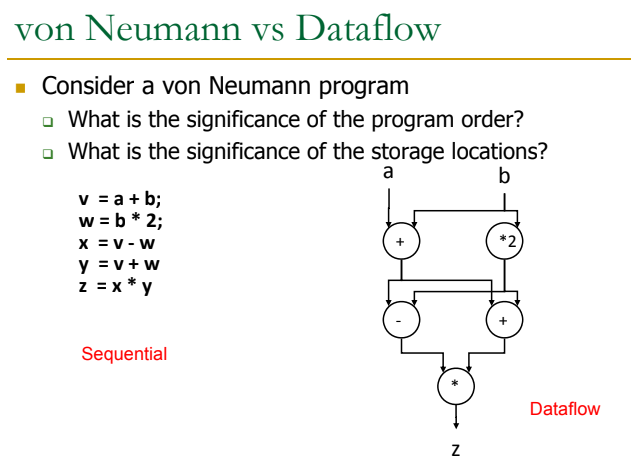 von Neumann vs Dataflow
Consider a von Neumann program
What is the significance of the program order?
What is the significance of the storage locations?
a
b
v = a + b;
w = b * 2;
x = v - w
y = v + w
z = x * y
+
*2
-
+
Sequential
*
Dataflow
z